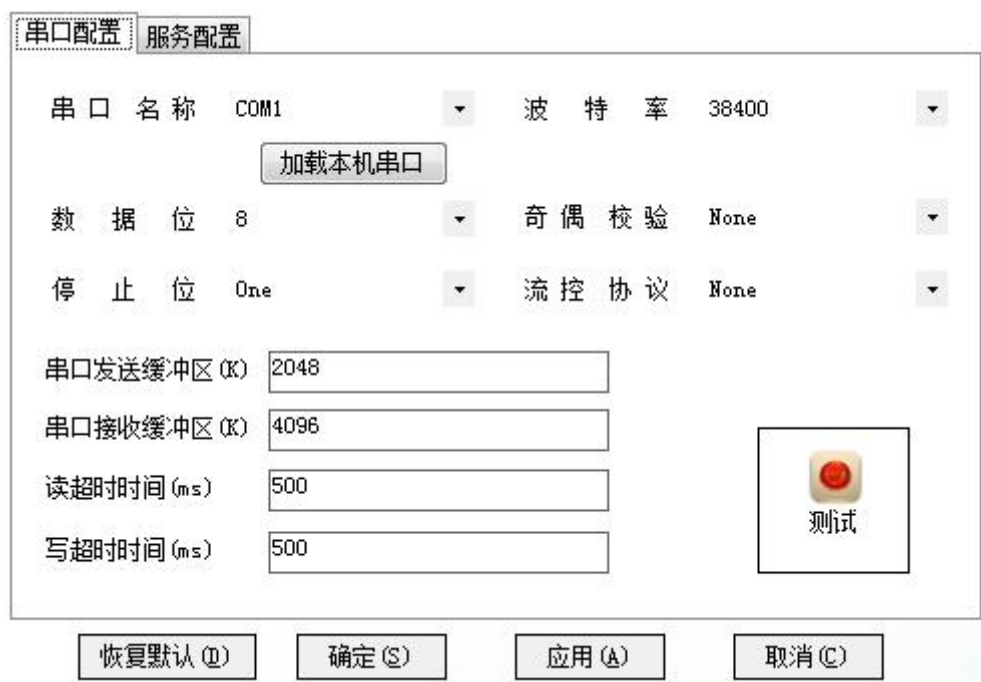 串口配置 服务配置
串口名称 COM1 波特率 38400
加载本机串口
数据位 8 奇偶校验 None
停止位 One 流控协议 None
串口发送缓冲区(K) 2048
串口接收缓冲区(K) 4096
读超时时间(ms) 500
测试
写超时时间(ms) 500
恢复默认(D) 确定(S) 应用(A) 取消(C)